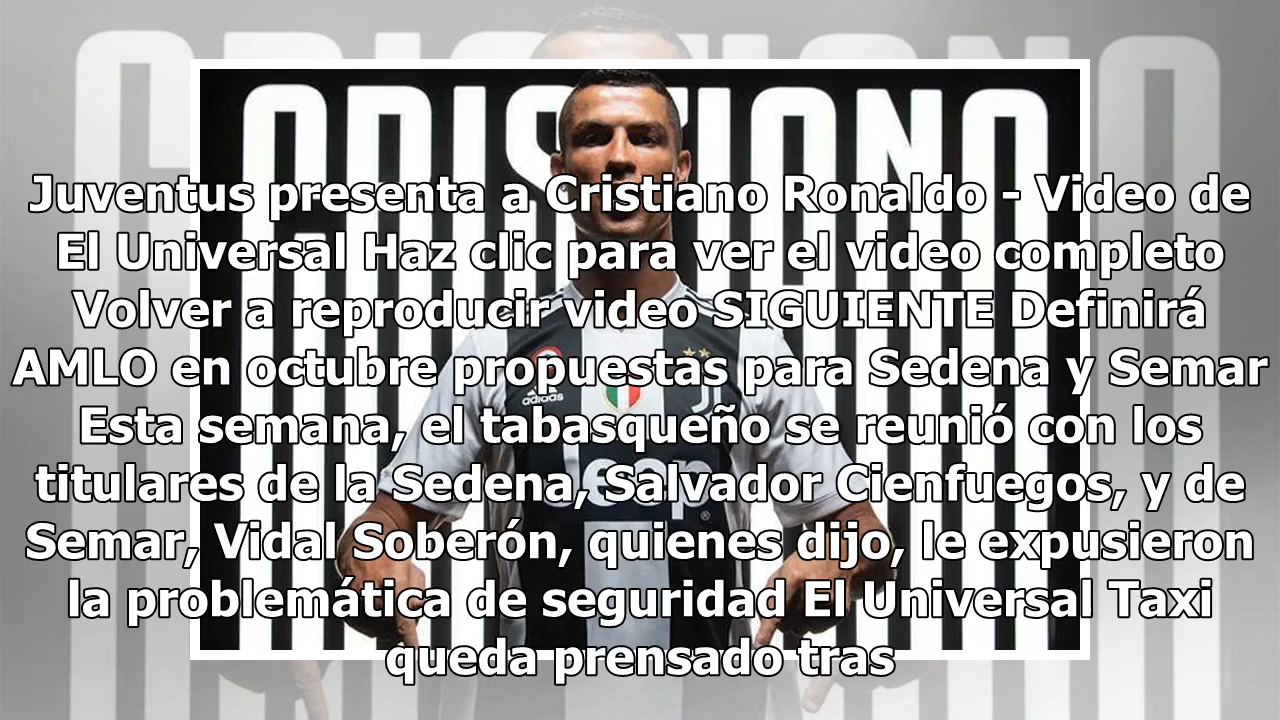 CRISTIANO
Juventus presenta a Cristiano Ronaldo - Video de
El Universal Haz clic para ver el video completo
Volver a reproducir video SIGUIENTE Definirá
AMLO en octubre propuestas para Sedena y Semar
Esta semana, el tabasqueño se reunió con los
titulares de la Sedena, Salvador Cienfuegos, y de
Semar, Vidal Soberón, quienes dijo, le expusieron
la problemática de seguridad El Universal Taxi
queda prensado tras
adidas
Jeep